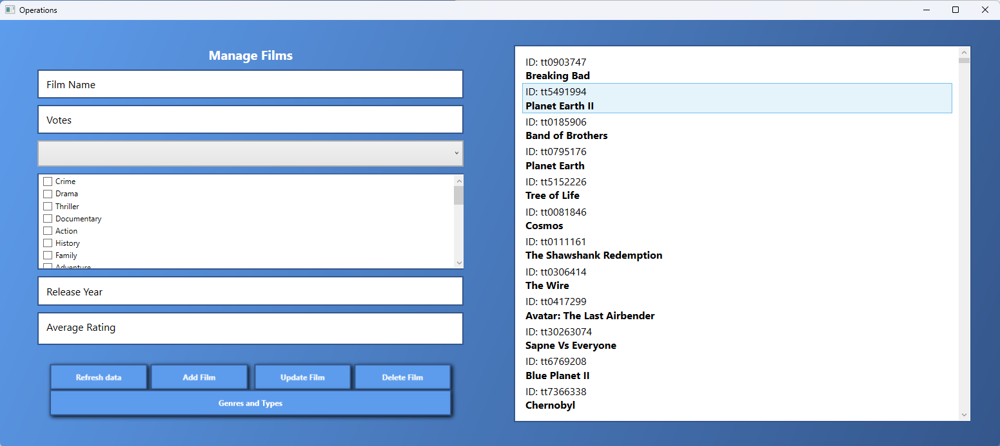 Operations
Manage Films
Film Name
Votes
Crime
Drama
Thriller
Documentary
Action
History
Family
Adventure
Release Year
Average Rating
Refresh data
Add Film
Update Film
Delete Film
Genres and Types
ID: tt0903747
Breaking Bad
ID: tt5491994
Planet Earth II
ID: tt0185906
Band of Brothers
ID: tt0795176
Planet Earth
ID: tt5152226
Tree of Life
ID: tt0081846
Cosmos
ID: tt0111161
The Shawshank Redemption
ID: tt0306414
The Wire
ID: tt0417299
Avatar: The Last Airbender
ID: tt30263074
Sapne Vs Everyone
ID: tt6769208
Blue Planet II
ID: tt7366338
Chernobyl